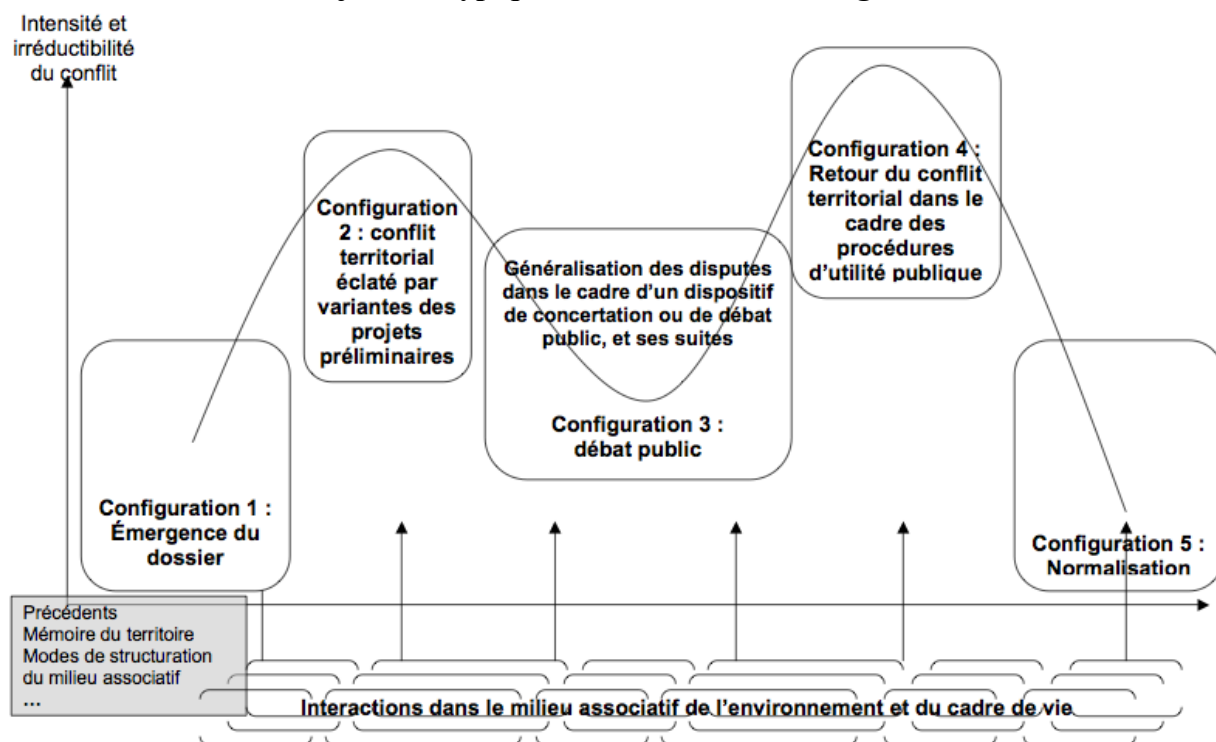 Intensité et
irréductibilité
du conflit
Configuration
2 : conflit
territorial
éclaté par
variantes des
projets
préliminaires
Configuration 4 :
Retour du conflit
territorial dans le
cadre des
procédures
d'utilité publique
Généralisation des disputes
dans le cadre d'un dispositif
de concertation ou de débat
public, et ses suites
Configuration 3 :
débat public
Configuration 1 :
Émergence du
dossier
Configuration 5 :
Normalisation
Précédents
Mémoire du territoire
Modes de structuration
du milieu associatif
...
Interactions dans le milieu associatif de l'environnement et du cadre de vie